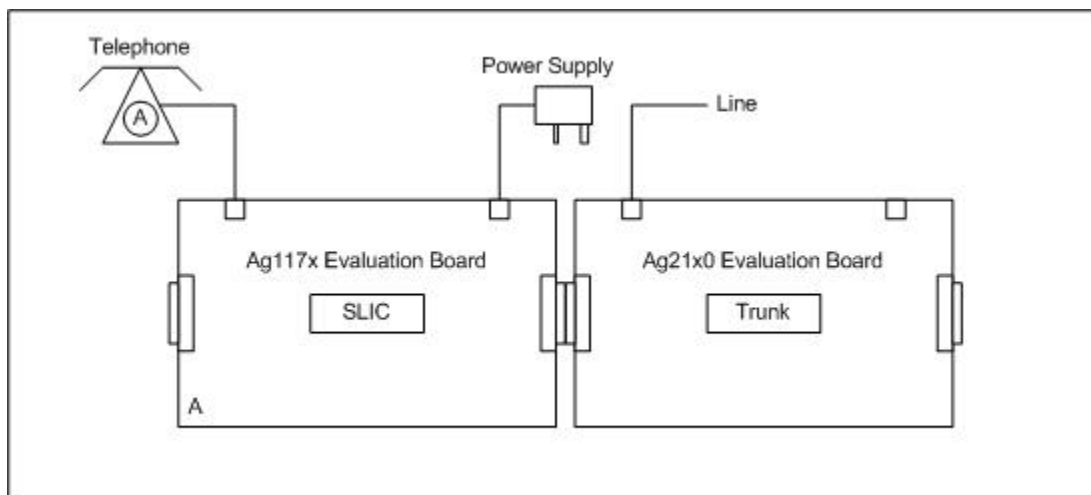 Telephone
A
Power Supply
Line
Ag117x Evaluation Board
SLIC
A
Ag21x0 Evaluation Board
Trunk